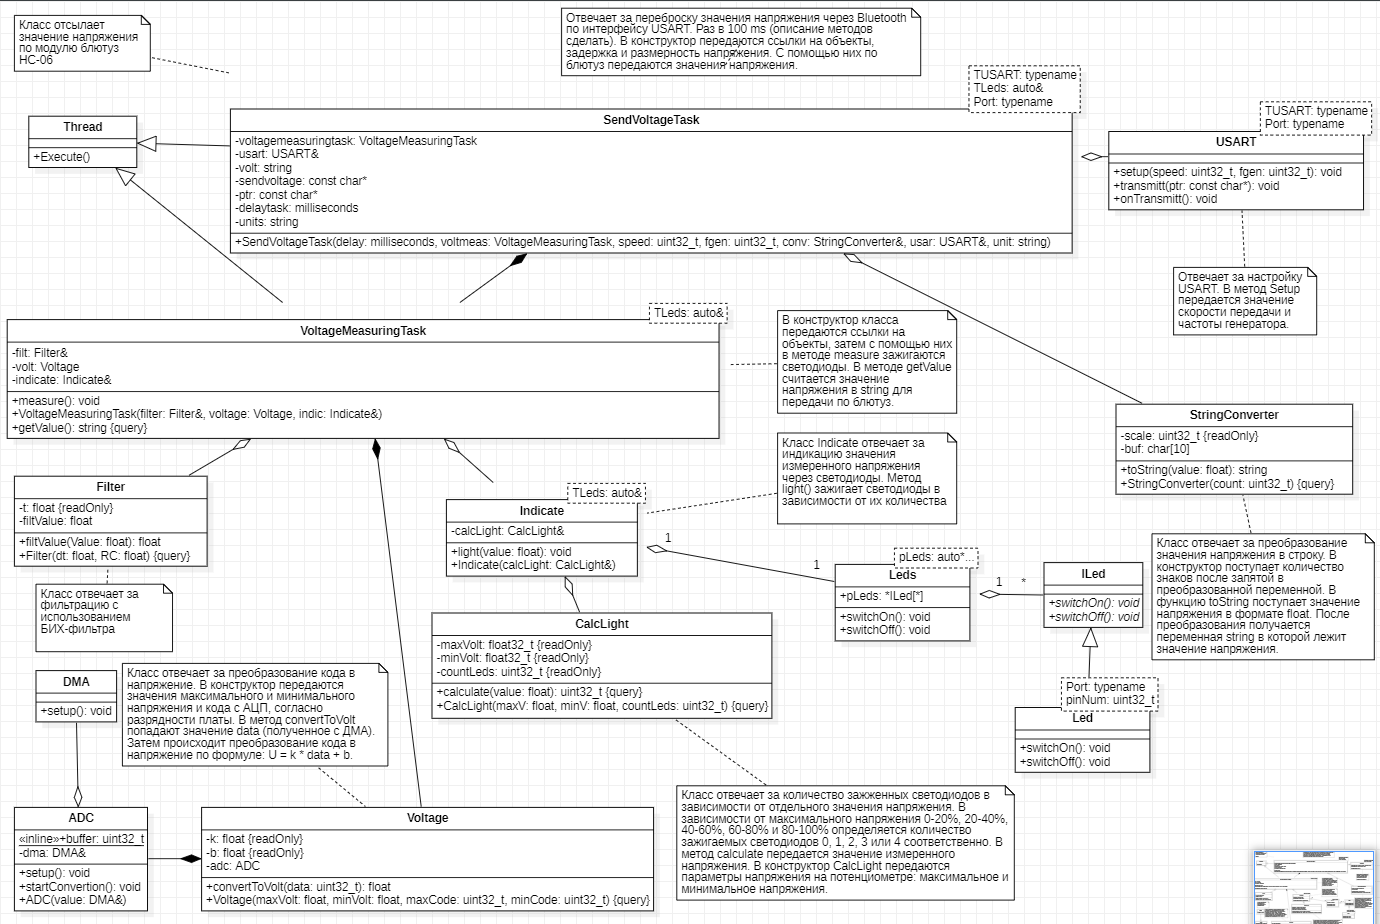 Класс отсылает
значение напряжения
по модулю блютуз
HC-06
Отвечает за переброску значения напряжения через Bluetooth
по интерфейсу USART. Раз в 100 ms (описание методов
сделать). В конструктор передаются ссылки на объекты,
задержка и размерность напряжения. С помощью них по
блютуз передаются значения напряжения.
TUSART: typename
TLeds: auto&
Port: typename
Thread
+Execute()
SendVoltageTask
-voltagemeasuringtask: VoltageMeasuringTask
-usart: USART&
-volt: string
-sendvoltage: const char*
-ptr: const char*
-delaytask: milliseconds
-units: string
+SendVoltageTask(delay: milliseconds, voltmeas: VoltageMeasuringTask, speed: uint32_t, fgen: uint32_t, conv: StringConverter&, usar: USART&, unit: string)
TUSART: typename
Port: typename
USART
+setup(speed: uint32_t, fgen: uint32_t): void
+transmitt(ptr: const char*): void
+onTransmitt(): void
Отвечает за настройку
USART. В метод Setup
передается значение
скорости передачи и
частоты генератора.
TLeds: auto&
VoltageMeasuringTask
-filt: Filter&
-volt: Voltage
-indicate: Indicate&
+measure(): void
+VoltageMeasuringTask(filter: Filter&, voltage: Voltage, indic: Indicate&)
+getValue(): string {query}
В конструктор класса
передаются ссылки на
объекты, затем с помощью них
в методе measure зажигаются
светодиоды. В методе getValue
считается значение
напряжения в string для
передачи по блютуз.
StringConverter
-scale: uint32_t {readOnly}
-buf: char[10]
+toString(value: float): string
+StringConverter(count: uint32_t) {query}
Класс Indicate отвечает за
индикацию значения
измеренного напряжения
через светодиоды. Метод
light() зажигает светодиоды в
зависимости от их количества
Filter
-t: float {readOnly}
-filtValue: float
+filtValue(Value: float): float
+Filter(dt: float, RC: float) {query}
TLeds: auto&
Indicate
-calcLight: CalcLight&
+light(value: float): void
+Indicate(calcLight: CalcLight&)
1
1
pLeds: auto*...
Leds
+pLeds: *ILed[*]
+switchOn(): void
+switchOff(): void
1
*
ILed
+switchOn(): void
+switchOff(): void
Класс отвечает за преобразование
значения напряжения в строку. В
конструктор поступает количество
знаков после запятой в
преобразованной переменной. В
функцию toString поступает значение
напряжения в формате float. После
преобразования получается
переменная string в которой лежит
значение напряжения.
Класс отвечает за
фильтрацию с
использованием
БИХ-фильтра
CalcLight
-maxVolt: float32_t {readOnly}
-minVolt: float32_t {readOnly}
-countLeds: uint32_t {readOnly}
+calculate(value: float): uint32_t {query}
+CalcLight(maxV: float, minV: float, countLeds: uint32_t) {query}
DMA
+setup(): void
Класс отвечает за преобразование кода в
напряжение. В конструктор передаются
значения максимального и минимального
напряжения и кода с АЦП, согласно
разрядности платы. В метод convertToVolt
попадают значение data (полученное с ДМА).
Затем происходит преобразование кода в
напряжение по формуле: U = k * data + b.
Port: typename
pinNum: uint32_t
Led
+switchOn(): void
+switchOff(): void
ADC
«inline»+buffer: uint32_t
-dma: DMA&
+setup(): void
+startConvertion(): void
+ADC(value: DMA&)
Voltage
-k: float {readOnly}
-b: float {readOnly}
-adc: ADC
+convertToVolt(data: uint32_t): float
+Voltage(maxVolt: float, minVolt: float, maxCode: uint32_t, minCode: uint32_t) {query}
Класс отвечает за количество зажженных светодиодов в
зависимости от отдельного значения напряжения. В
зависимости от максимального напряжения 0-20%, 20-40%,
40-60%, 60-80% и 80-100% определяется количество
зажигаемых светодиодов 0, 1, 2, 3 или 4 соответственно. В
метод calculate передается значение измеренного
напряжения. В конструктор CalcLight передаются
параметры напряжения на потенциометре: максимальное и
минимальное напряжения.